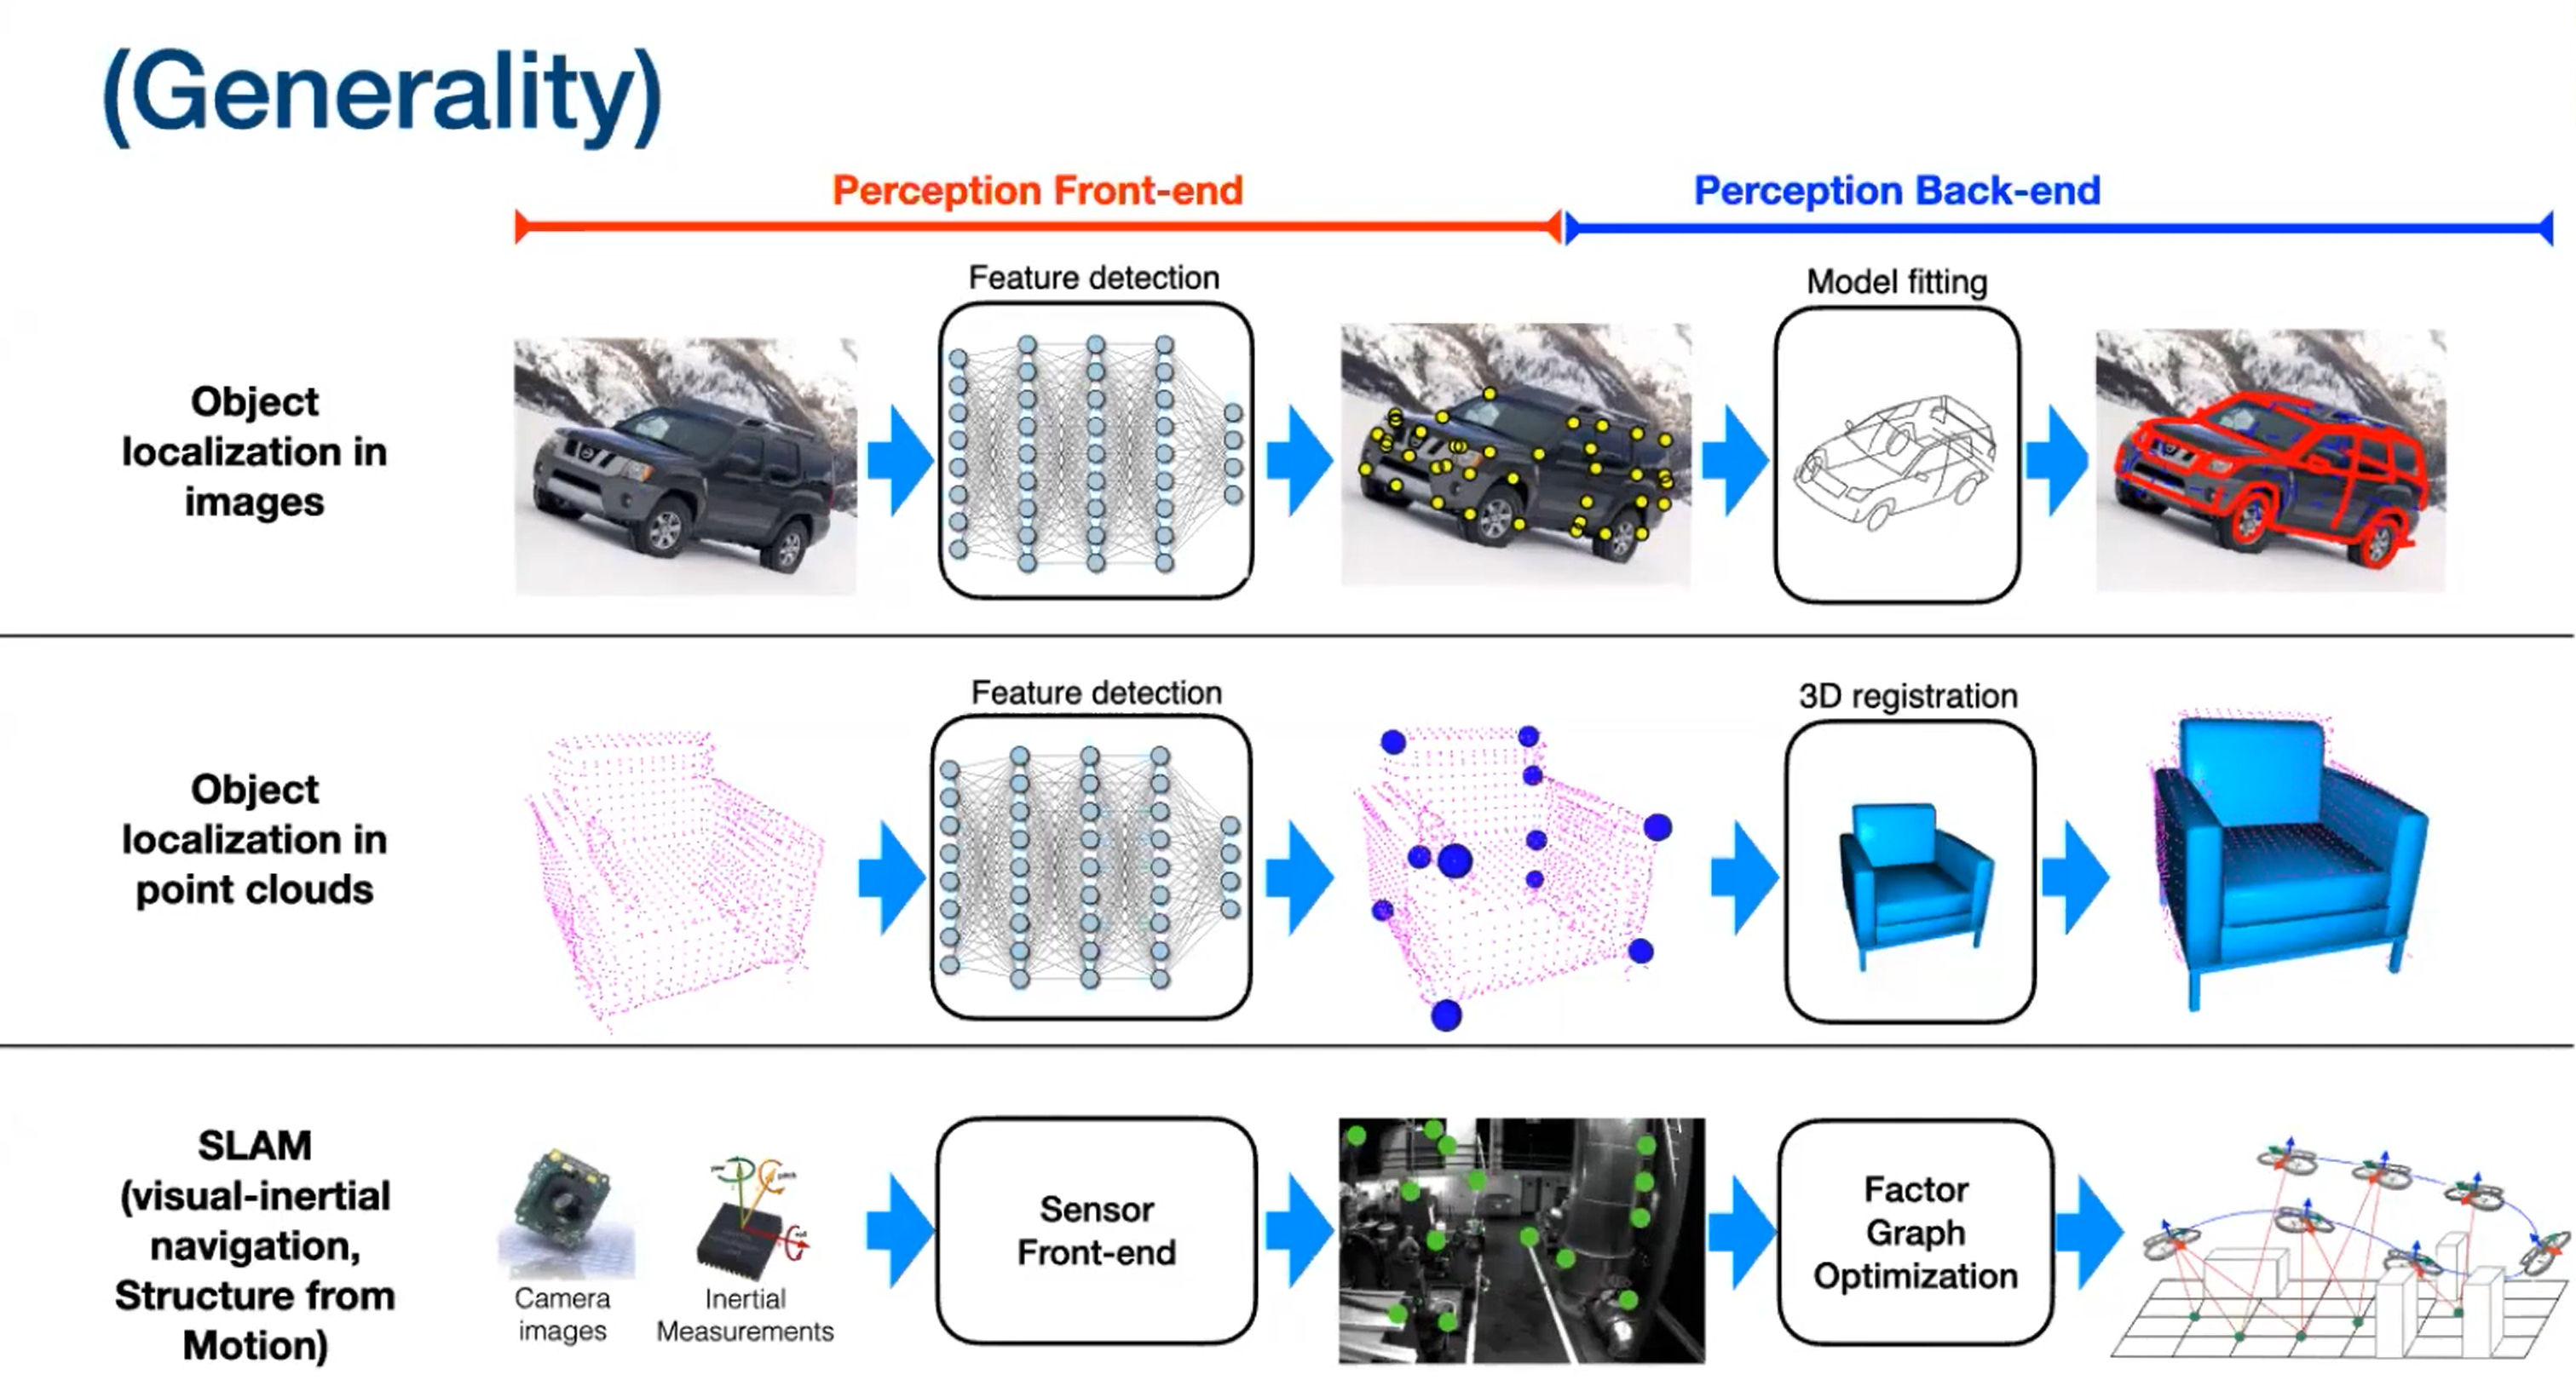 (Generality)
Perception Front-end
Perception Back-end
Feature detection
Model fitting
Object
localization in
images
Feature detection
3D registration
Object
localization in
point clouds
SLAM
(visual-inertial
navigation,
Structure from
Motion)
Camera
images
Inertial
Measurements
Sensor
Front-end
Factor
Graph
Optimization